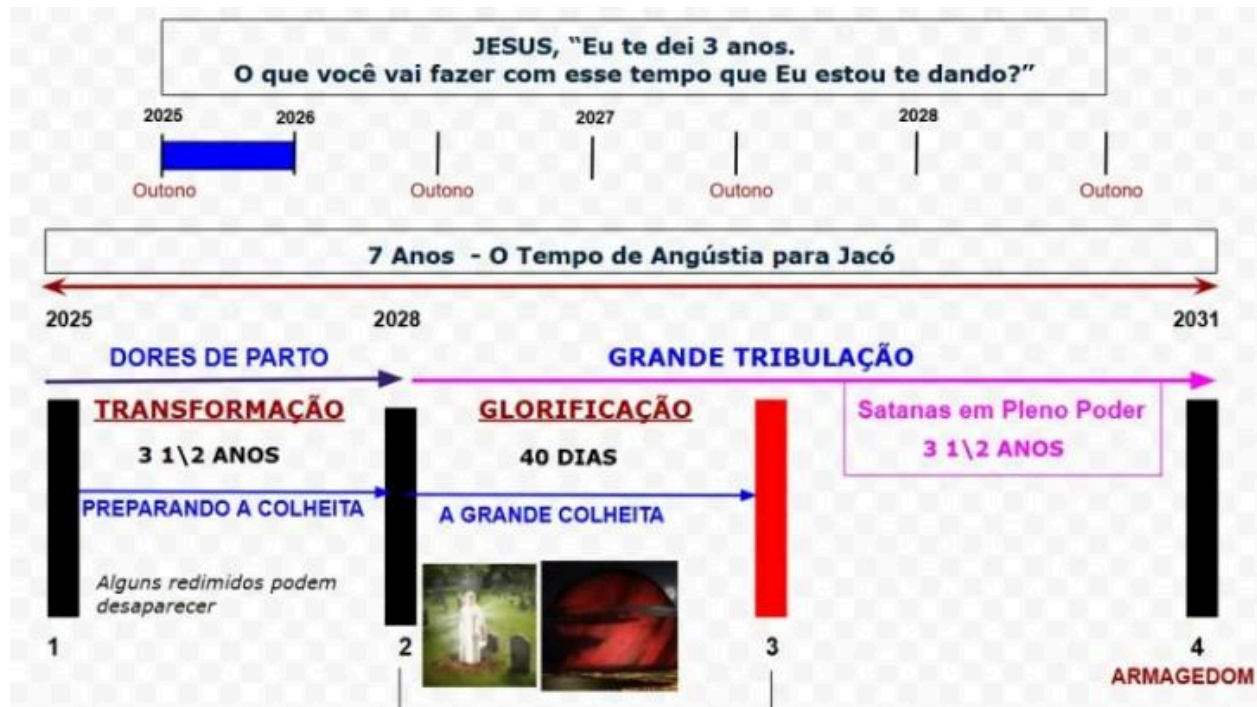 JESUS, “Eu te dei 3 anos.
O que você vai fazer com esse tempo que Eu estou te dando?”
2025
2026
2027
2028
Outono
Outono
Outono
Outono
7 Anos - O Tempo de Angústia para Jacó
2025
2028
2031
DORES DE PARTO
GRANDE TRIBULAÇÃO
TRANSFORMAÇÃO
GLORIFICAÇÃO
Satanas em Pleno Poder
3 1\2 ANOS
40 DIAS
3 1\2 ANOS
PREPARANDO A COLHEITA
A GRANDE COLHEITA
Alguns redimidos podem
desaparecer
1
2
3
4
ARMAGEDOM